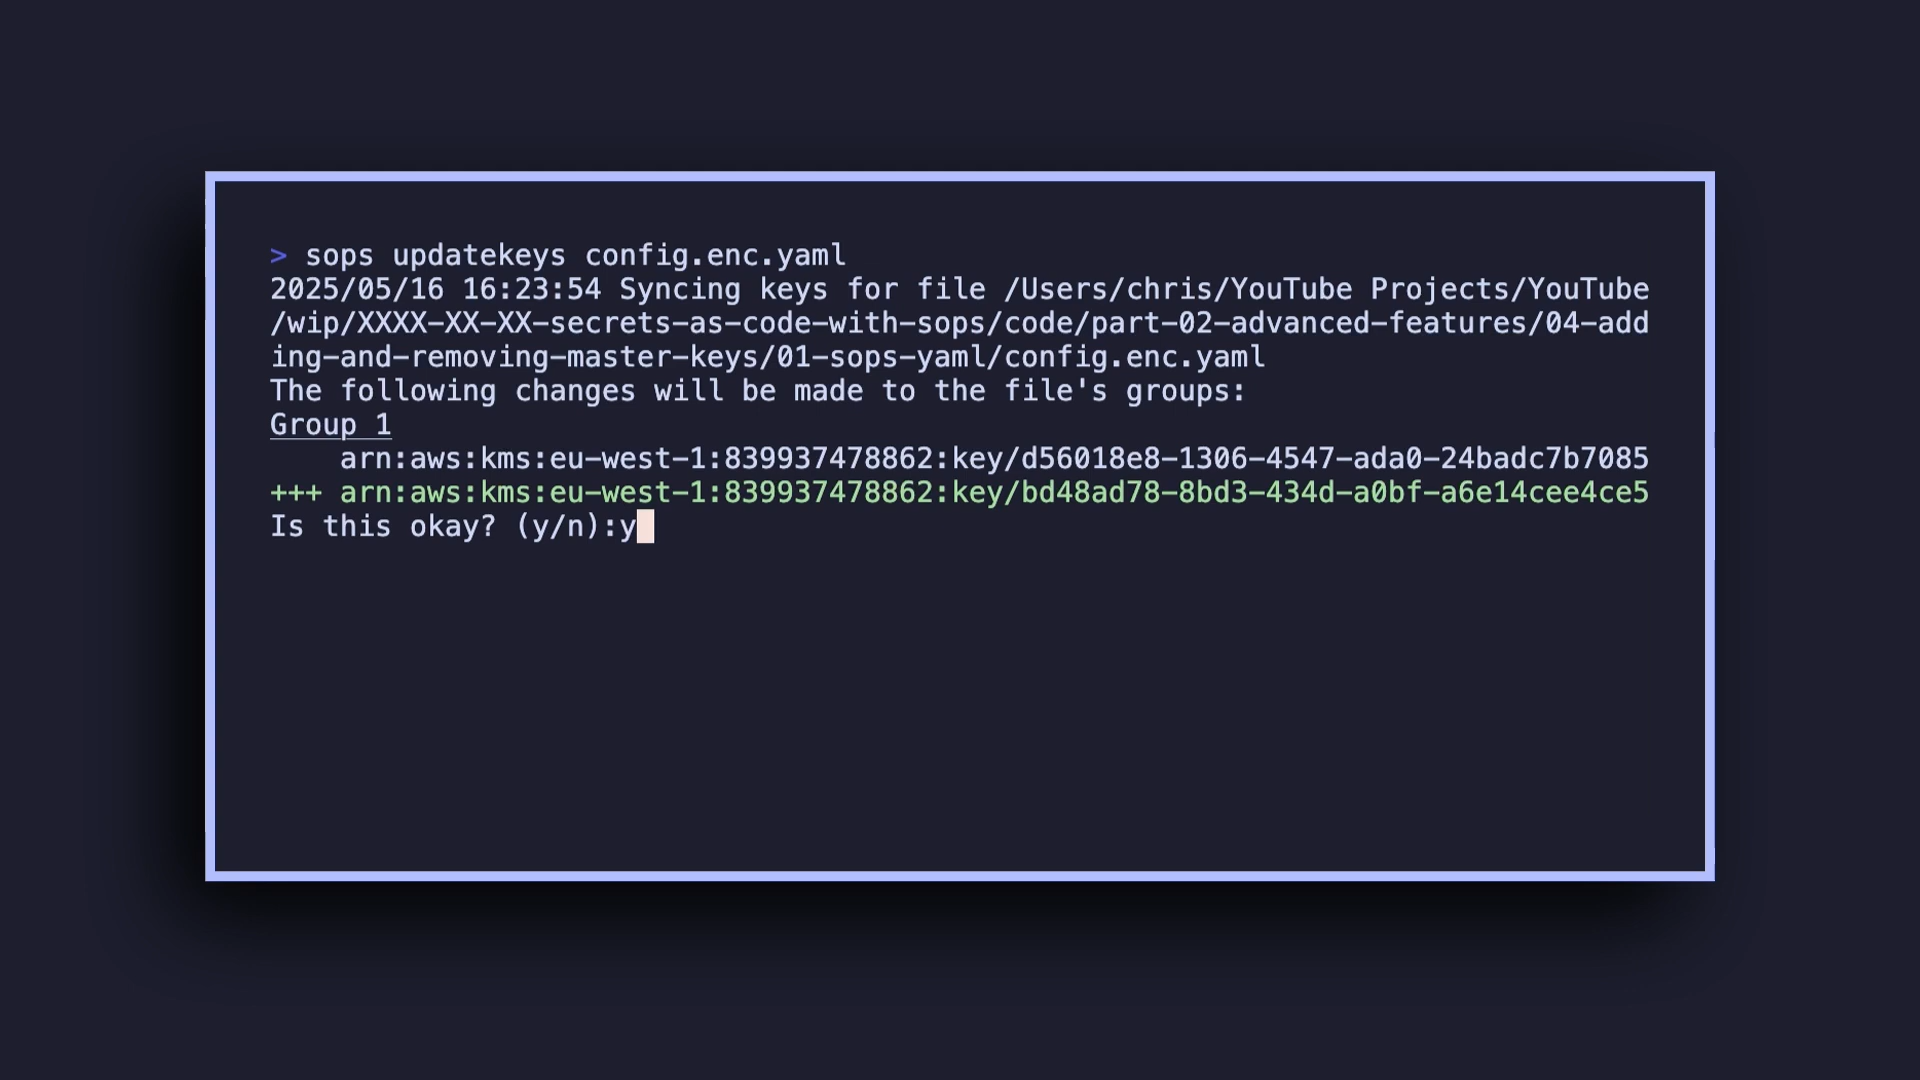 > sops updatekeys config.enc.yaml
2025/05/16 16:23:54 Syncing keys for file /Users/chris/YouTube Projects/YouTube
/wip/XXXX-XX-XX-secrets-as-code-with-sops/code/part-02-advanced-features/04-add
ing-and-removing-master-keys/01-sops-yaml/config.enc.yaml
The following changes will be made to the file's groups:
Group 1
    arn:aws:kms:eu-west-1:839937478862:key/d56018e8-1306-4547-ada0-24badc7b7085
+++ arn:aws:kms:eu-west-1:839937478862:key/bd48ad78-8bd3-434d-a0bf-a6e14cee4ce5
Is this okay? (y/n):y